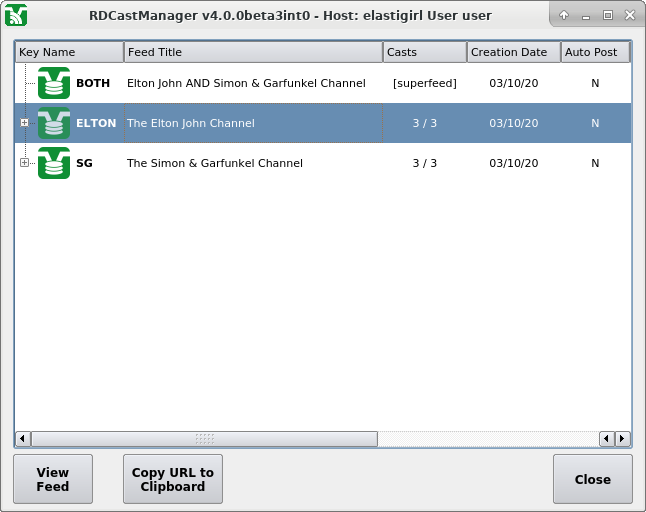 RDCastManager v4.0.0beta3int0 - Host: elastigirl User user
Key Name Feed Title Casts Creation Date Auto Post
BOTH Elton John AND Simon & Garfunkel Channel [superfeed] 03/10/20 N
ELTON The Elton John Channel 3 / 3 03/10/20 N
SG The Simon & Garfunkel Channel 3 / 3 03/10/20 N
View
Feed
Copy URL to
Clipboard
Close